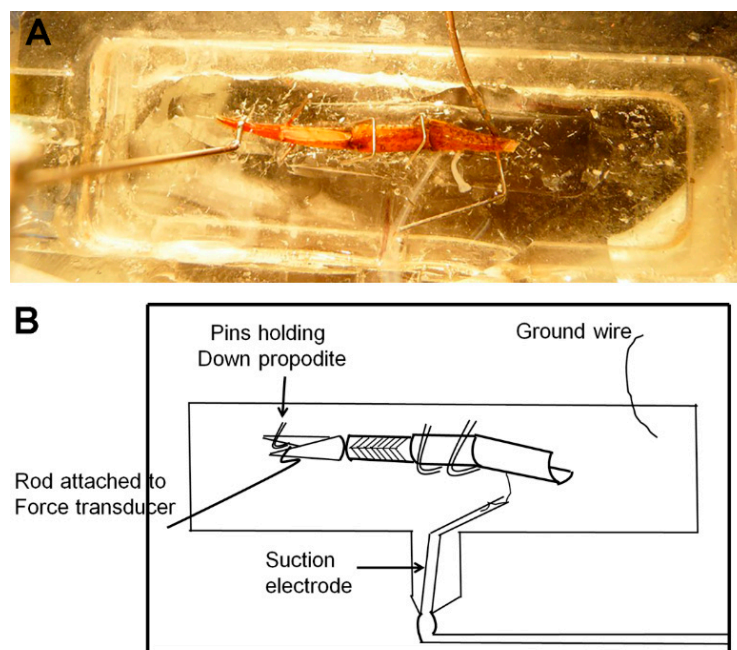 A
B
Pins holding
Down propodite
Ground wire
Rod attached to
Force transducer
Suction
electrode